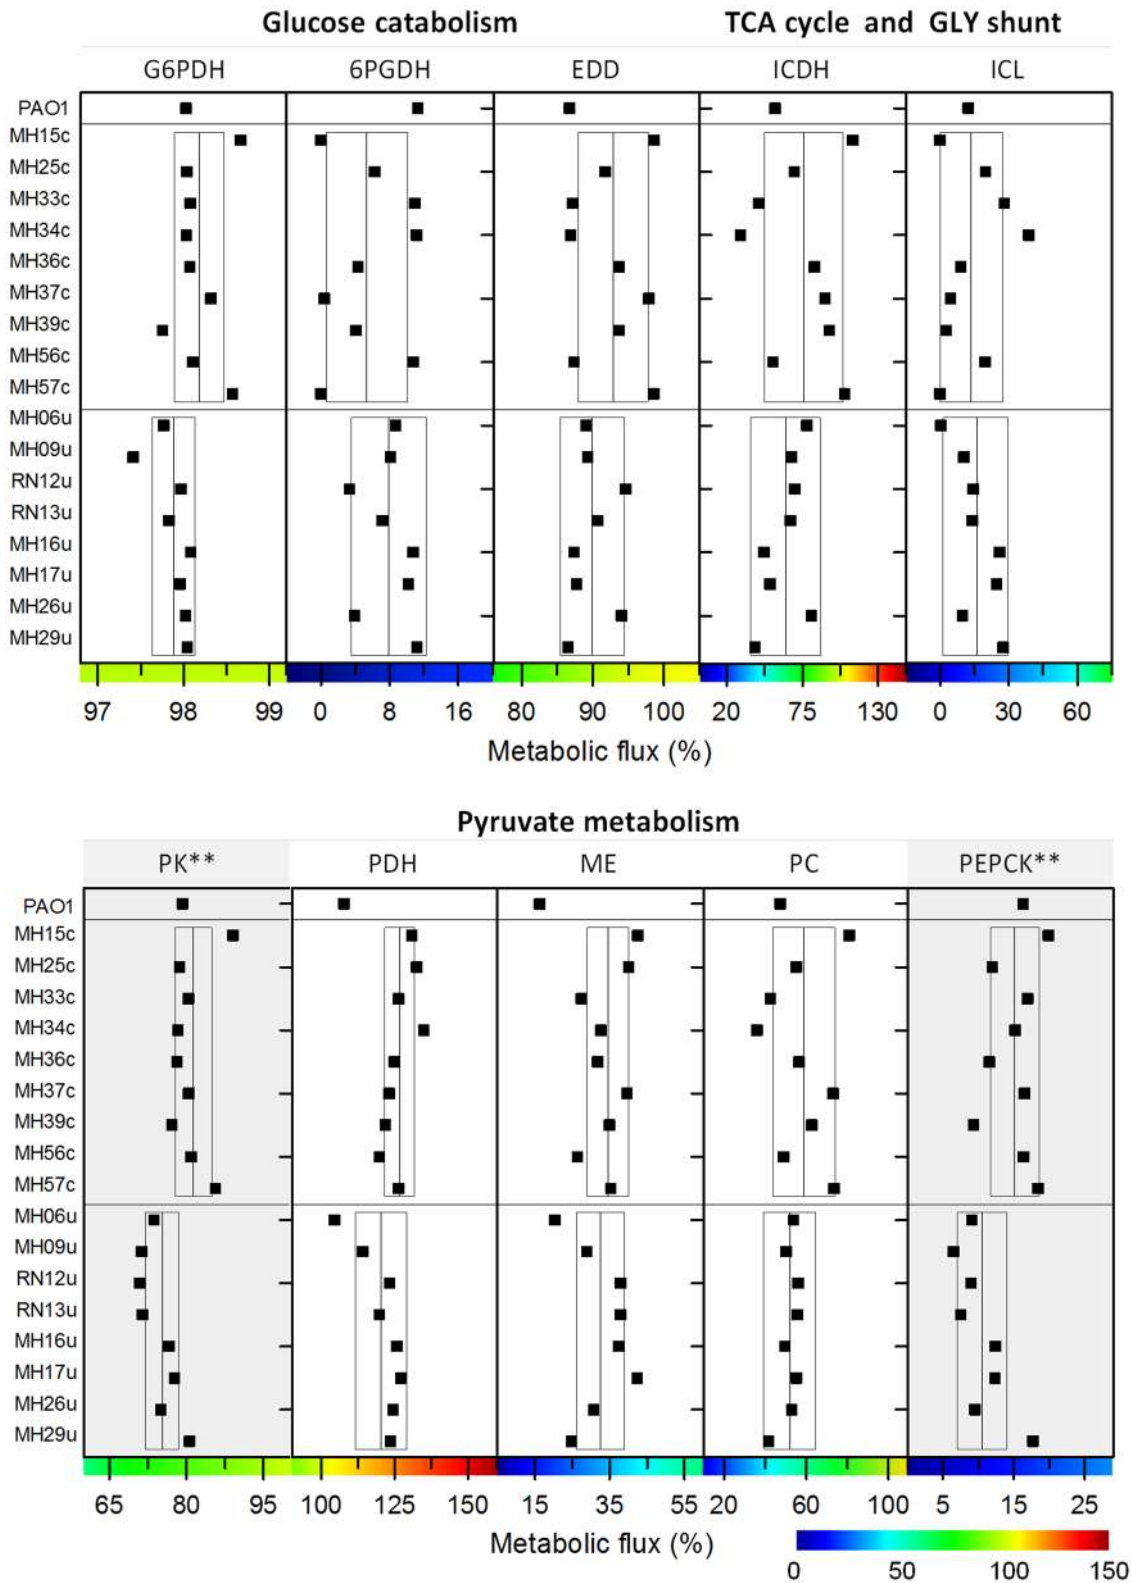 Glucose catabolism TCA cycle and GLY shunt
G6PDH 6PGDH EDD ICDH ICL
PAO1
MH15c
MH25c
MH33c
MH34c
MH36c
MH37c
MH39c
MH56c
MH57c
MH06u
MH09u
RN12u
RN13u
MH16u
MH17u
MH26u
MH29u
97 98 99 0 8 16 80 90 100 20 75 130 0 30 60
Metabolic flux (%)
Pyruvate metabolism
PK** PDH ME PC PEPCK**
PAO1
MH15c
MH25c
MH33c
MH34c
MH36c
MH37c
MH39c
MH56c
MH57c
MH06u
MH09u
RN12u
RN13u
MH16u
MH17u
MH26u
MH29u
65 80 95 100 125 150 15 35 55 20 60 100 5 15 25
Metabolic flux (%)
0 50 100 150